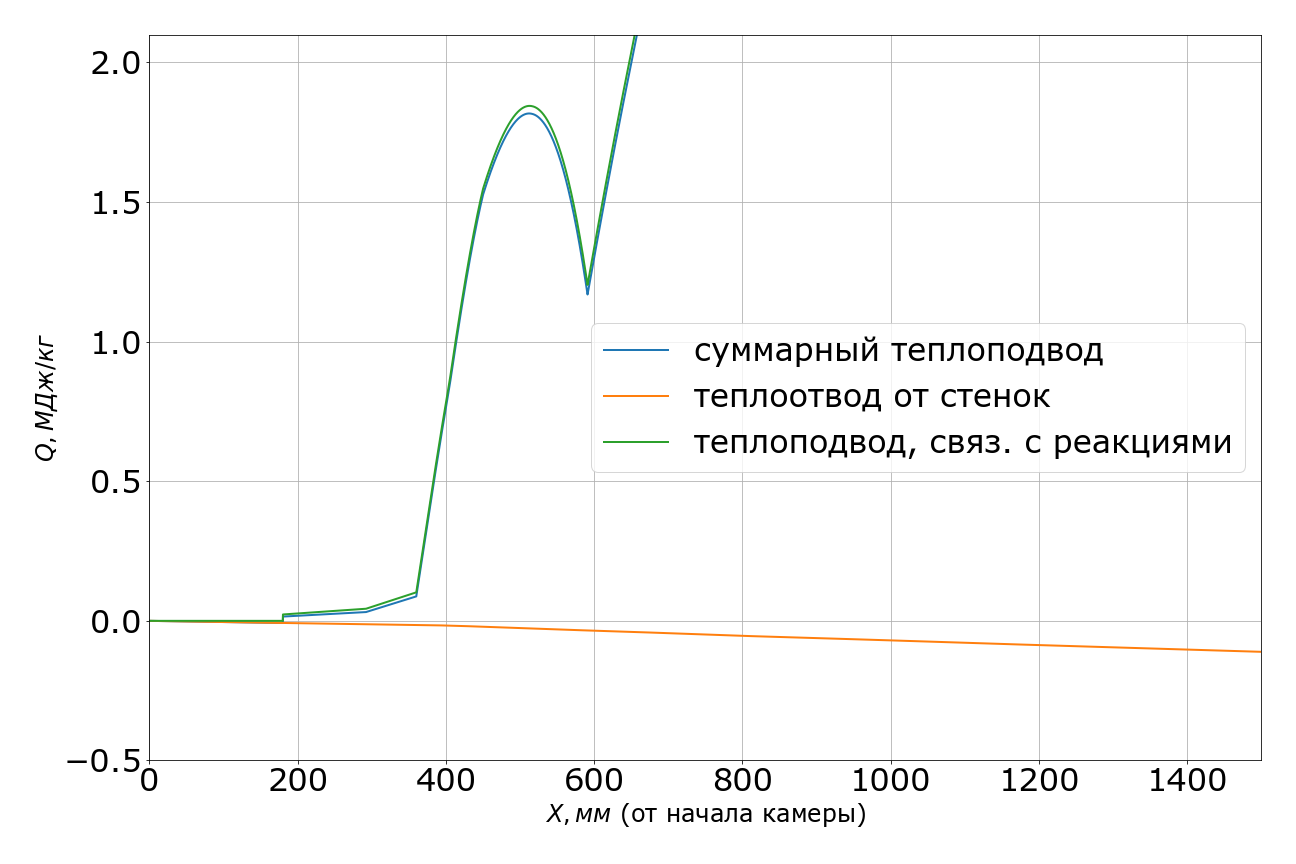 2.0
1.5
1.0
0.5
0.0
−0.5
Q, МДж/кг
суммарный теплоподвод
теплоотвод от стенок
теплоподвод, связ. с реакциями
0 200 400 600 800 1000 1200 1400
X, мм (от начала камеры)